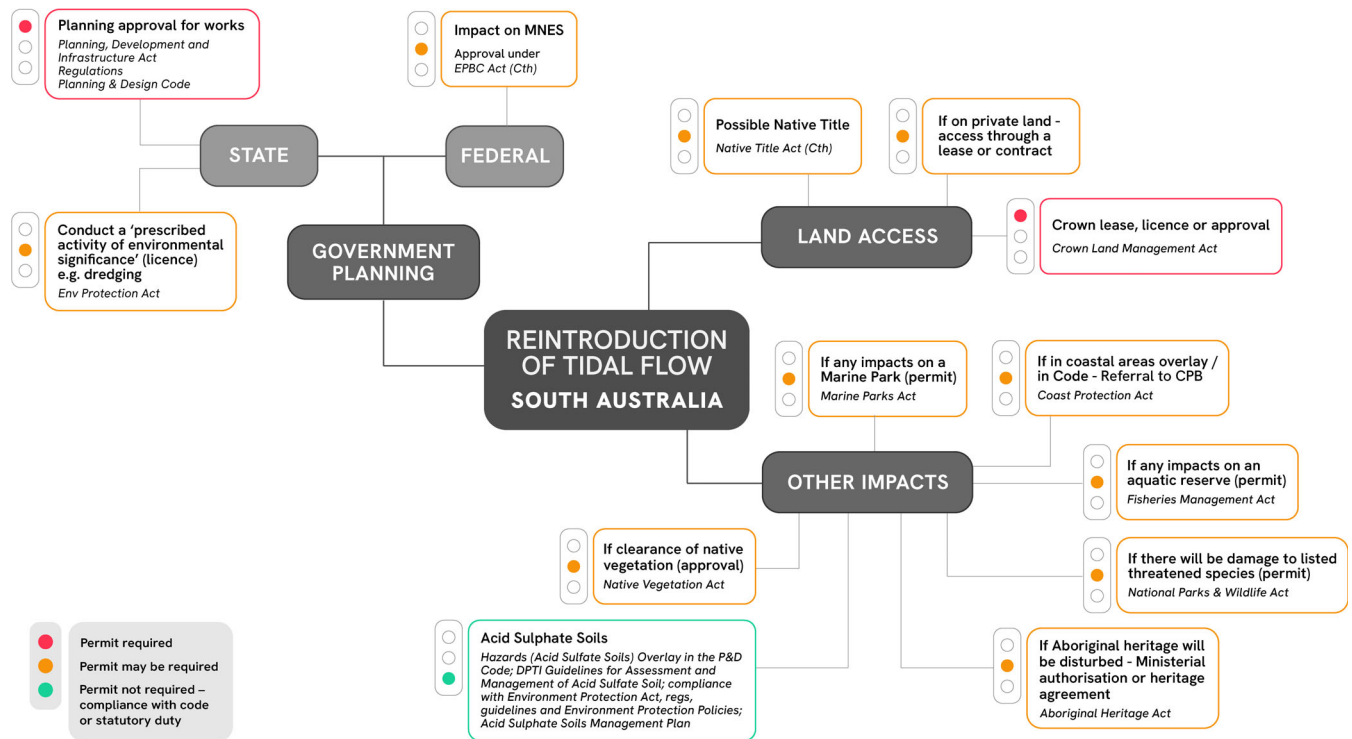 Planning approval for works
Planning, Development and
Infrastructure Act
Regulations
Planning & Design Code
Impact on MNES
Approval under
EPBC Act (Cth)
STATE
FEDERAL
Conduct a ‘prescribed
activity of environmental
significance’ (licence)
e.g. dredging
Env Protection Act
GOVERNMENT
PLANNING
Possible Native Title
Native Title Act (Cth)
If on private land -
access through a
lease or contract
LAND ACCESS
Crown lease, licence or approval
Crown Land Management Act
REINTRODUCTION
OF TIDAL FLOW
SOUTH AUSTRALIA
If any impacts on a
Marine Park (permit)
Marine Parks Act
If in coastal areas overlay /
in Code - Referral to CPB
Coast Protection Act
OTHER IMPACTS
If any impacts on an
aquatic reserve (permit)
Fisheries Management Act
If clearance of native
vegetation (approval)
Native Vegetation Act
If there will be damage to listed
threatened species (permit)
National Parks & Wildlife Act
Acid Sulphate Soils
Hazards (Acid Sulfate Soils) Overlay in the P&D
Code; DPTI Guidelines for Assessment and
Management of Acid Sulfate Soil; compliance
with Environment Protection Act, regs,
guidelines and Environment Protection Policies;
Acid Sulphate Soils Management Plan
If Aboriginal heritage will
be disturbed - Ministerial
authorisation or heritage
agreement
Aboriginal Heritage Act
Permit required
Permit may be required
Permit not required –
compliance with code
or statutory duty